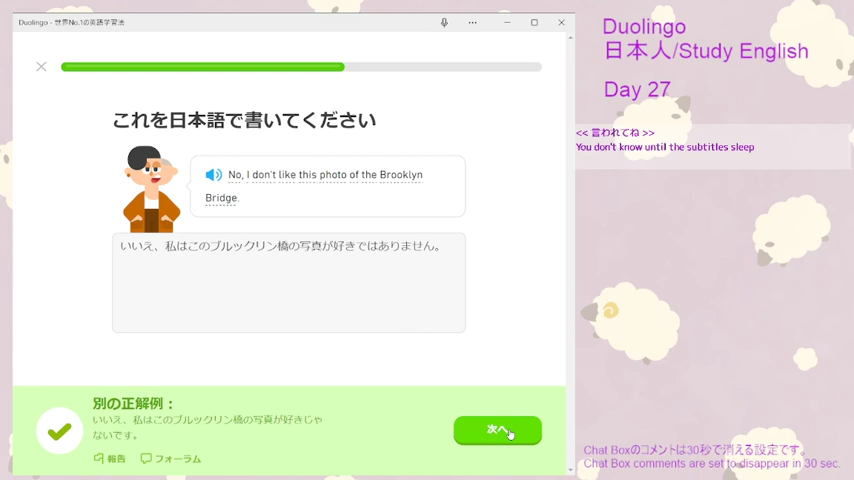 Duolingo - 世界No.1の英語学習法
Duolingo
日本人/Study English
Day 27
これを日本語で書いてください
No, I don't like this photo of the Brooklyn
Bridge.
<< 言われてね >>
You don't know until the subtitles sleep
いいえ、私はこのブルックリン橋の写真が好きではありません。
別の正解例：
いいえ、私はこのブルックリン橋の写真が好きじゃ
ないです。
報告 フォーラム
次へ
Chat Boxのコメントは30秒で消える設定です
Chat Box comments are set to disappear in 30 sec.